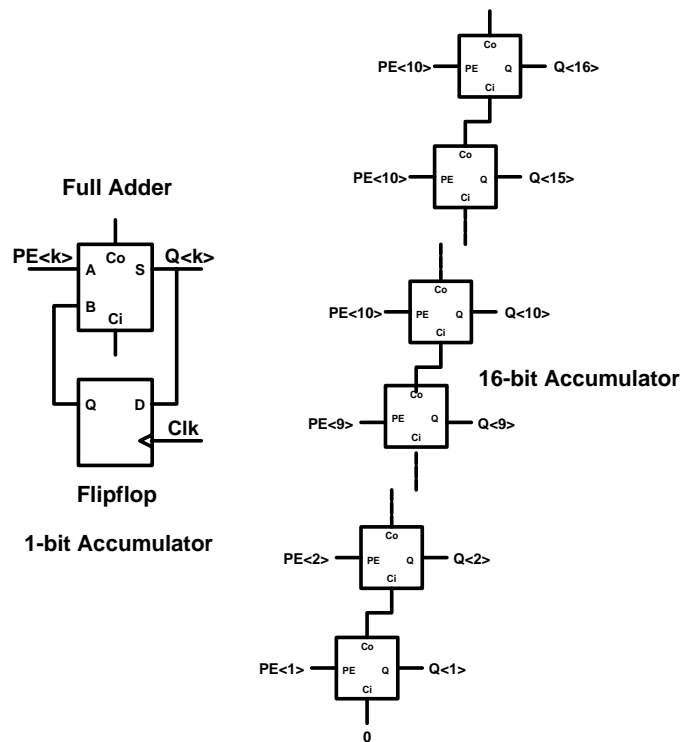 Full Adder
PE<k> Q<k>
Co
A S
B
Ci
Q D
Clk
Flipflop
1-bit Accumulator
Co
PE<10> PE Q Q<16>
Ci
Co
PE<10> PE Q Q<15>
Ci
Co
PE<10> PE Q Q<10>
Ci
16-bit Accumulator
Co
PE<9> PE Q Q<9>
Ci
Co
PE<2> PE Q Q<2>
Ci
Co
PE<1> PE Q Q<1>
Ci
0